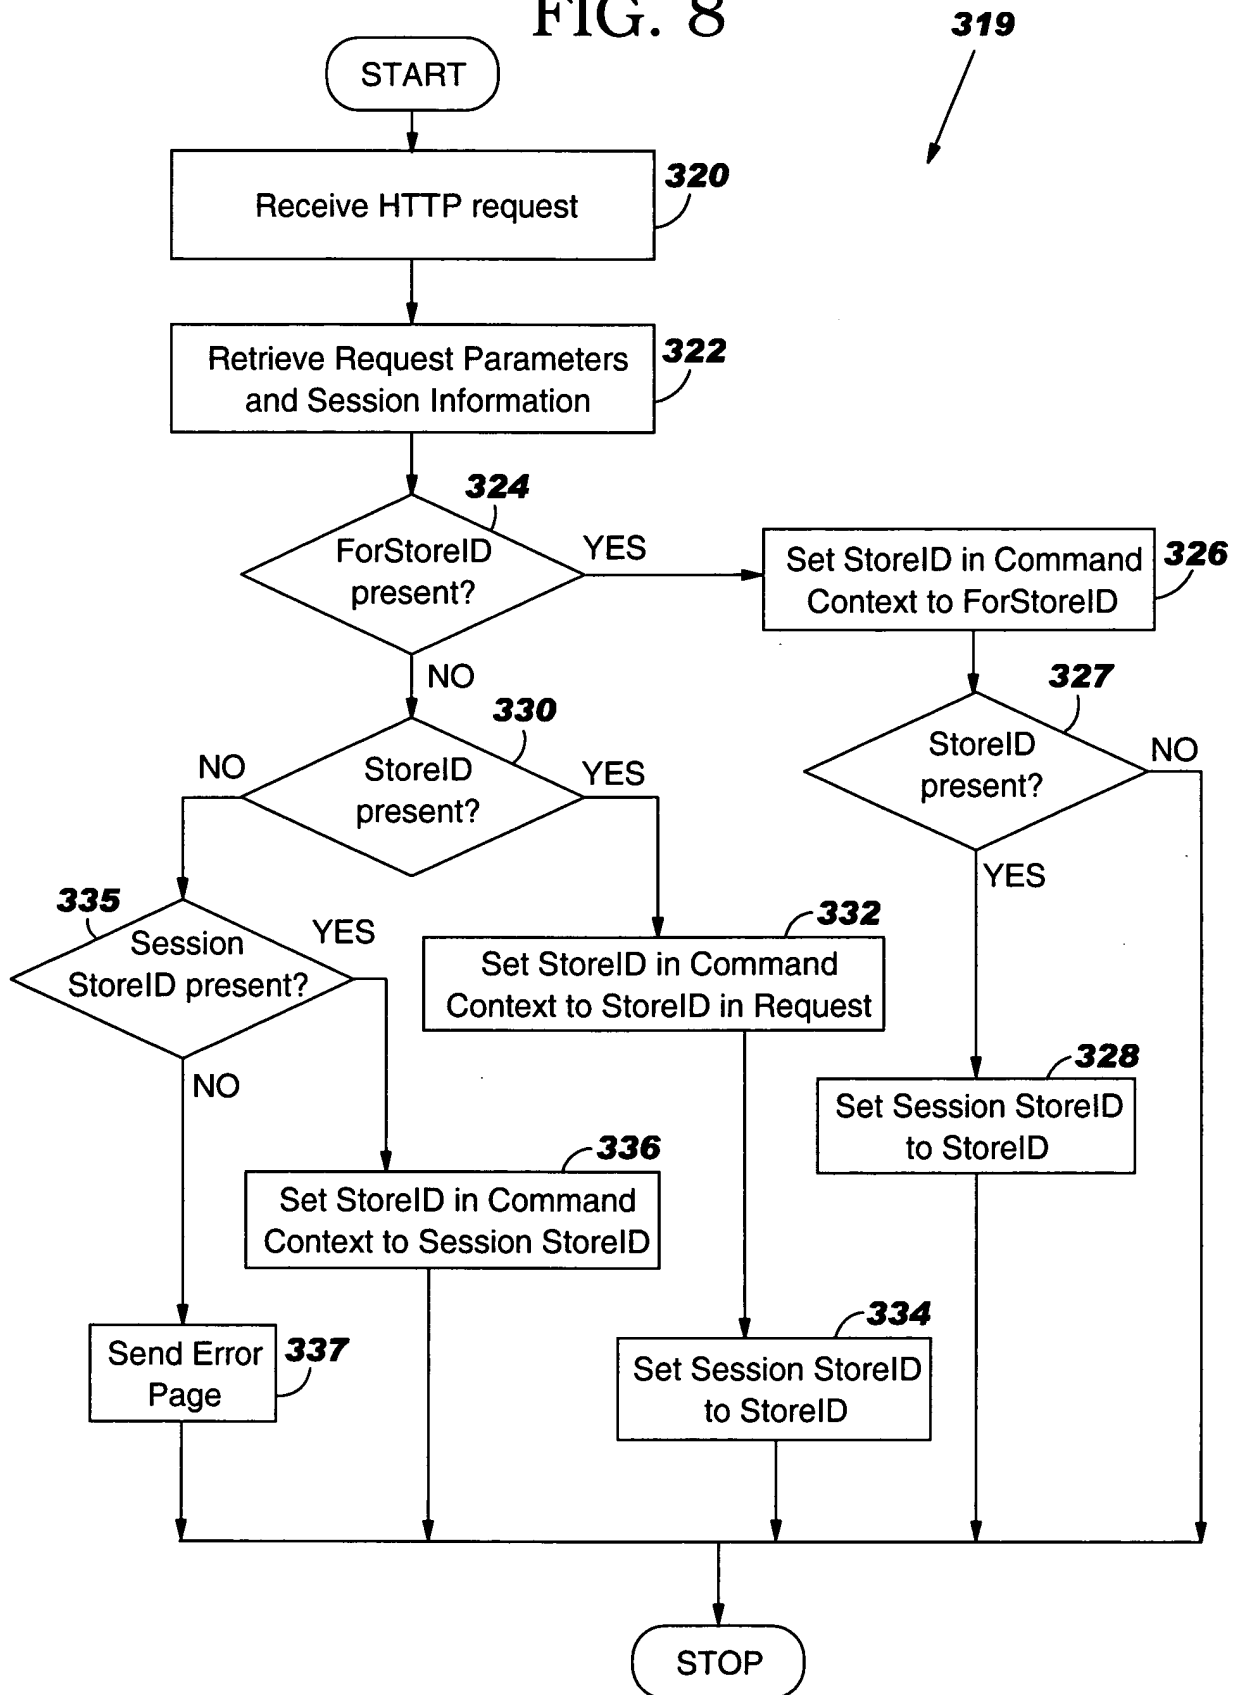 FIG. 8
319
START
320
Receive HTTP request
322
Retrieve Request Parameters
and Session Information
324
ForStoreID
present?
YES
NO
326
Set StoreID in Command
Context to ForStoreID
327
StoreID
present?
NO
YES
330
StoreID
present?
NO
YES
335
Session
StoreID present?
YES
NO
332
Set StoreID in Command
Context to StoreID in Request
328
Set Session StoreID
to StoreID
336
Set StoreID in Command
Context to Session StoreID
334
Set Session StoreID
to StoreID
337
Send Error
Page
STOP